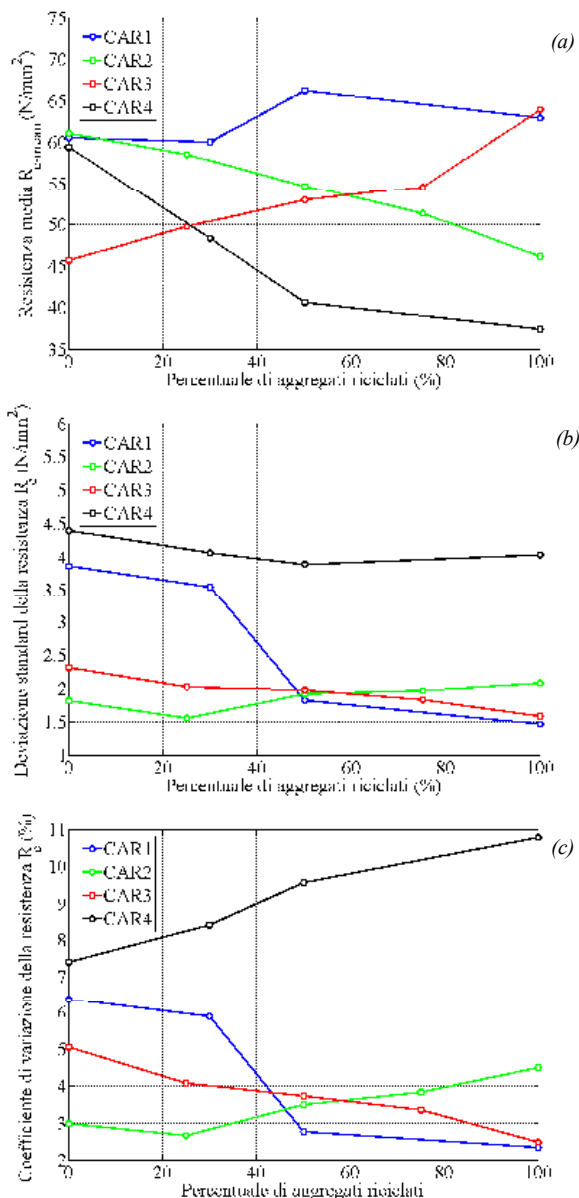 (a)
Resistenza media R c-mean (N/mm²)
75
70
65
60
55
50
45
40
35
CAR1
CAR2
CAR3
CAR4
0 20 40 60 80 100
Percentuale di aggregati riciclati (%)
(b)
Deviazione standard della resistenza R c (N/mm²)
6
5.5
5
4.5
4
3.5
3
2.5
2
1.5
1
CAR1
CAR2
CAR3
CAR4
0 20 40 60 80 100
Percentuale di aggregati riciclati (%)
(c)
Coefficiente di variazione della resistenza R c (%)
11
10
9
8
7
6
5
4
3
2
CAR1
CAR2
CAR3
CAR4
0 20 40 60 80 100
Percentuale di aggregati riciclati